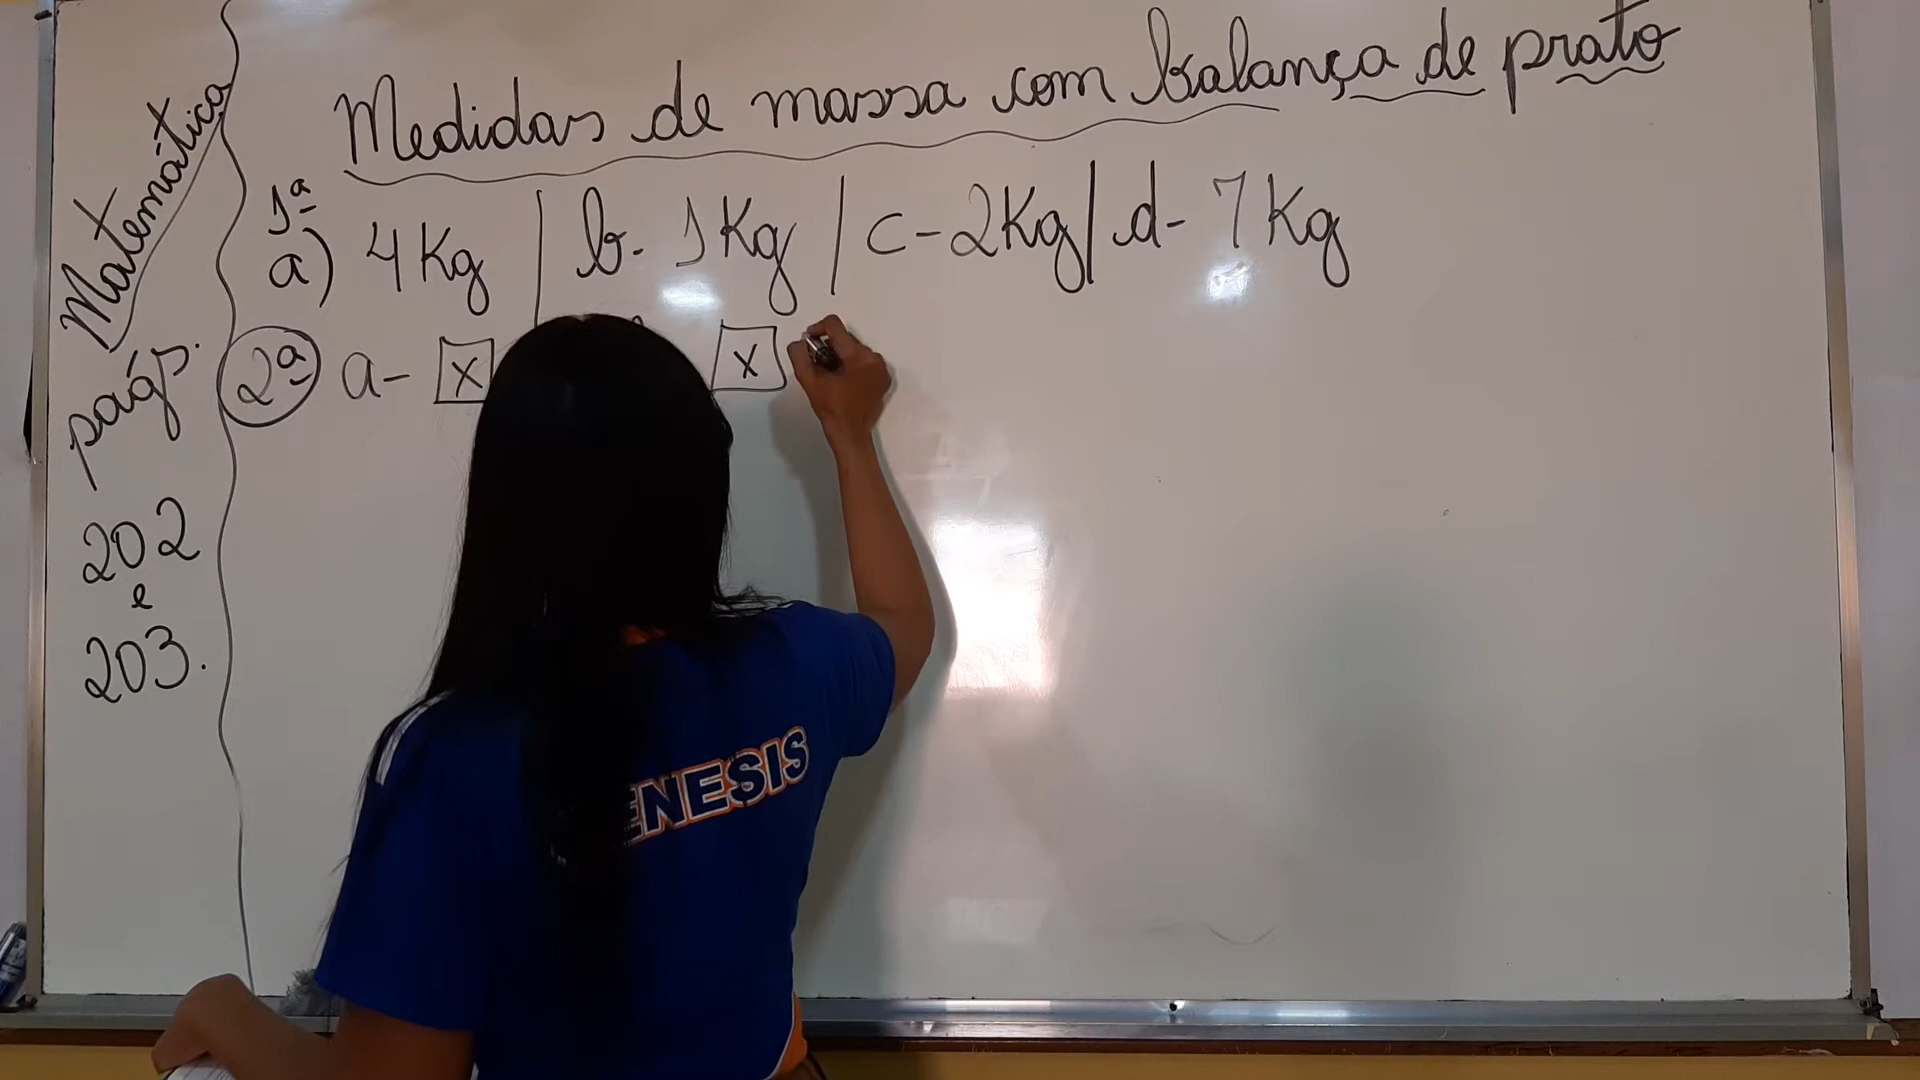 Matemática
págs.
202
e
203.
Medidas de massa com balança de prato
1ª
a) 4 Kg | b- 1 Kg | c- 2 Kg | d- 7 Kg
2ª a- x x
ENESIS